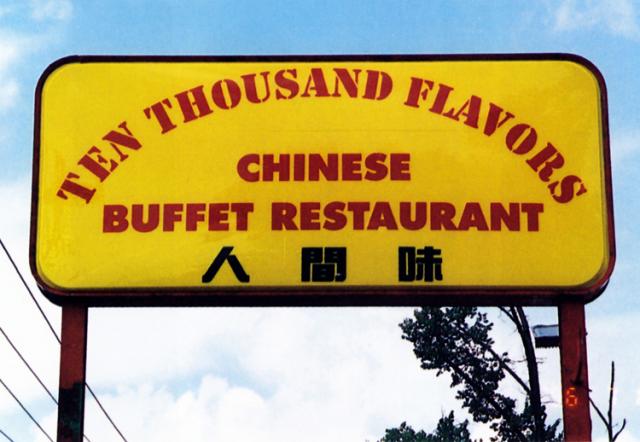 TEN THOUSAND FLAVORS
CHINESE
BUFFET RESTAURANT
人間味